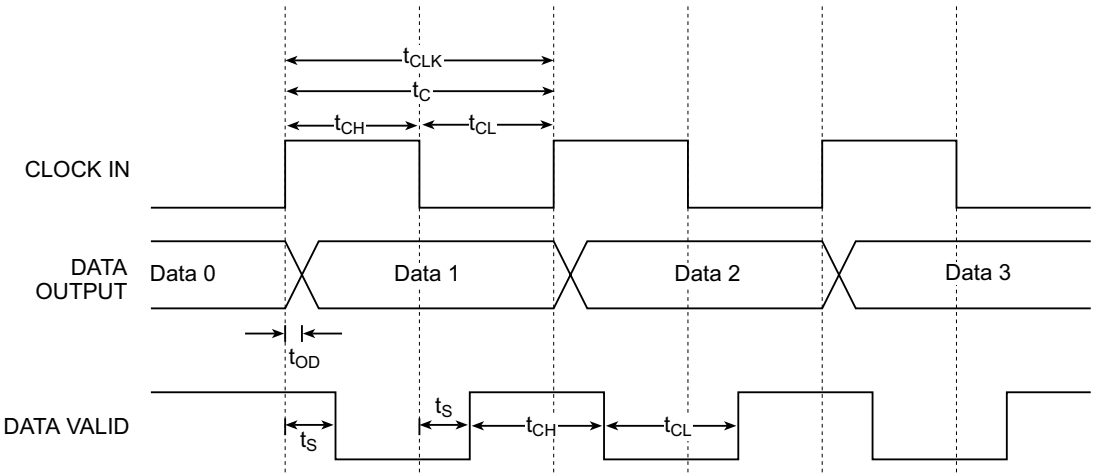 tCLK
tC
tCH tCL
CLOCK IN
DATA OUTPUT
Data 0 Data 1 Data 2 Data 3
tOD
DATA VALID
tS tS tCH tCL